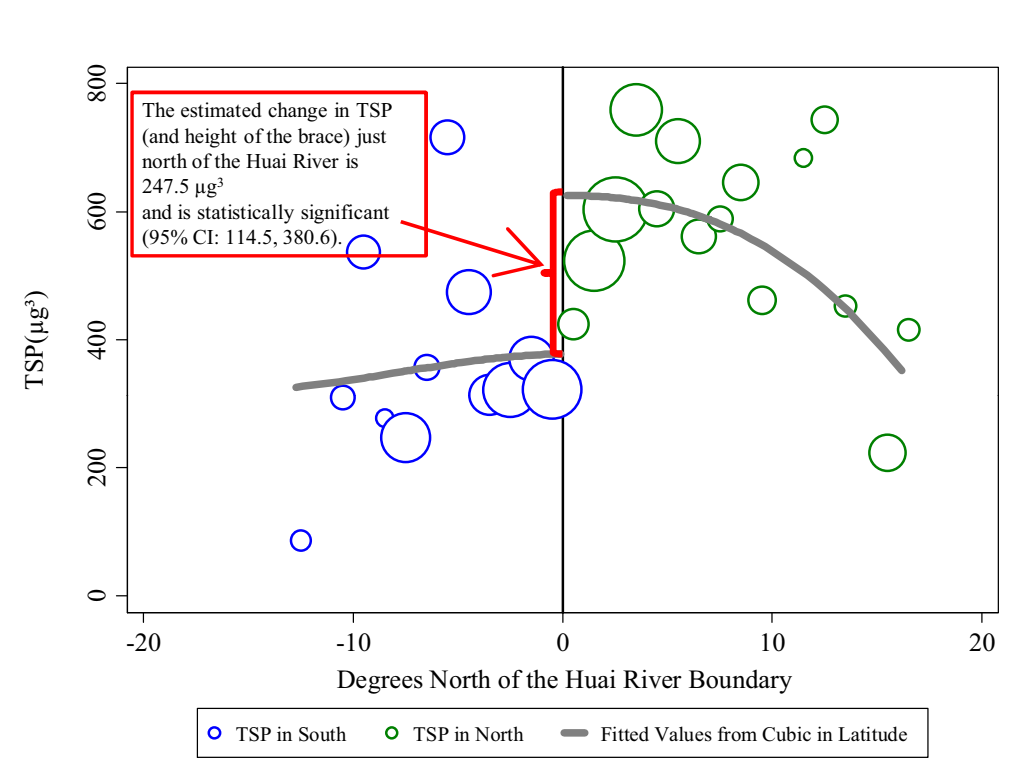 The estimated change in TSP
(and height of the brace) just
north of the Huai River is
247.5 µg³
and is statistically significant
(95% CI: 114.5, 380.6).
TSP(µg³)
800
600
400
200
0
-20 -10 0 10 20
Degrees North of the Huai River Boundary
TSP in South TSP in North Fitted Values from Cubic in Latitude